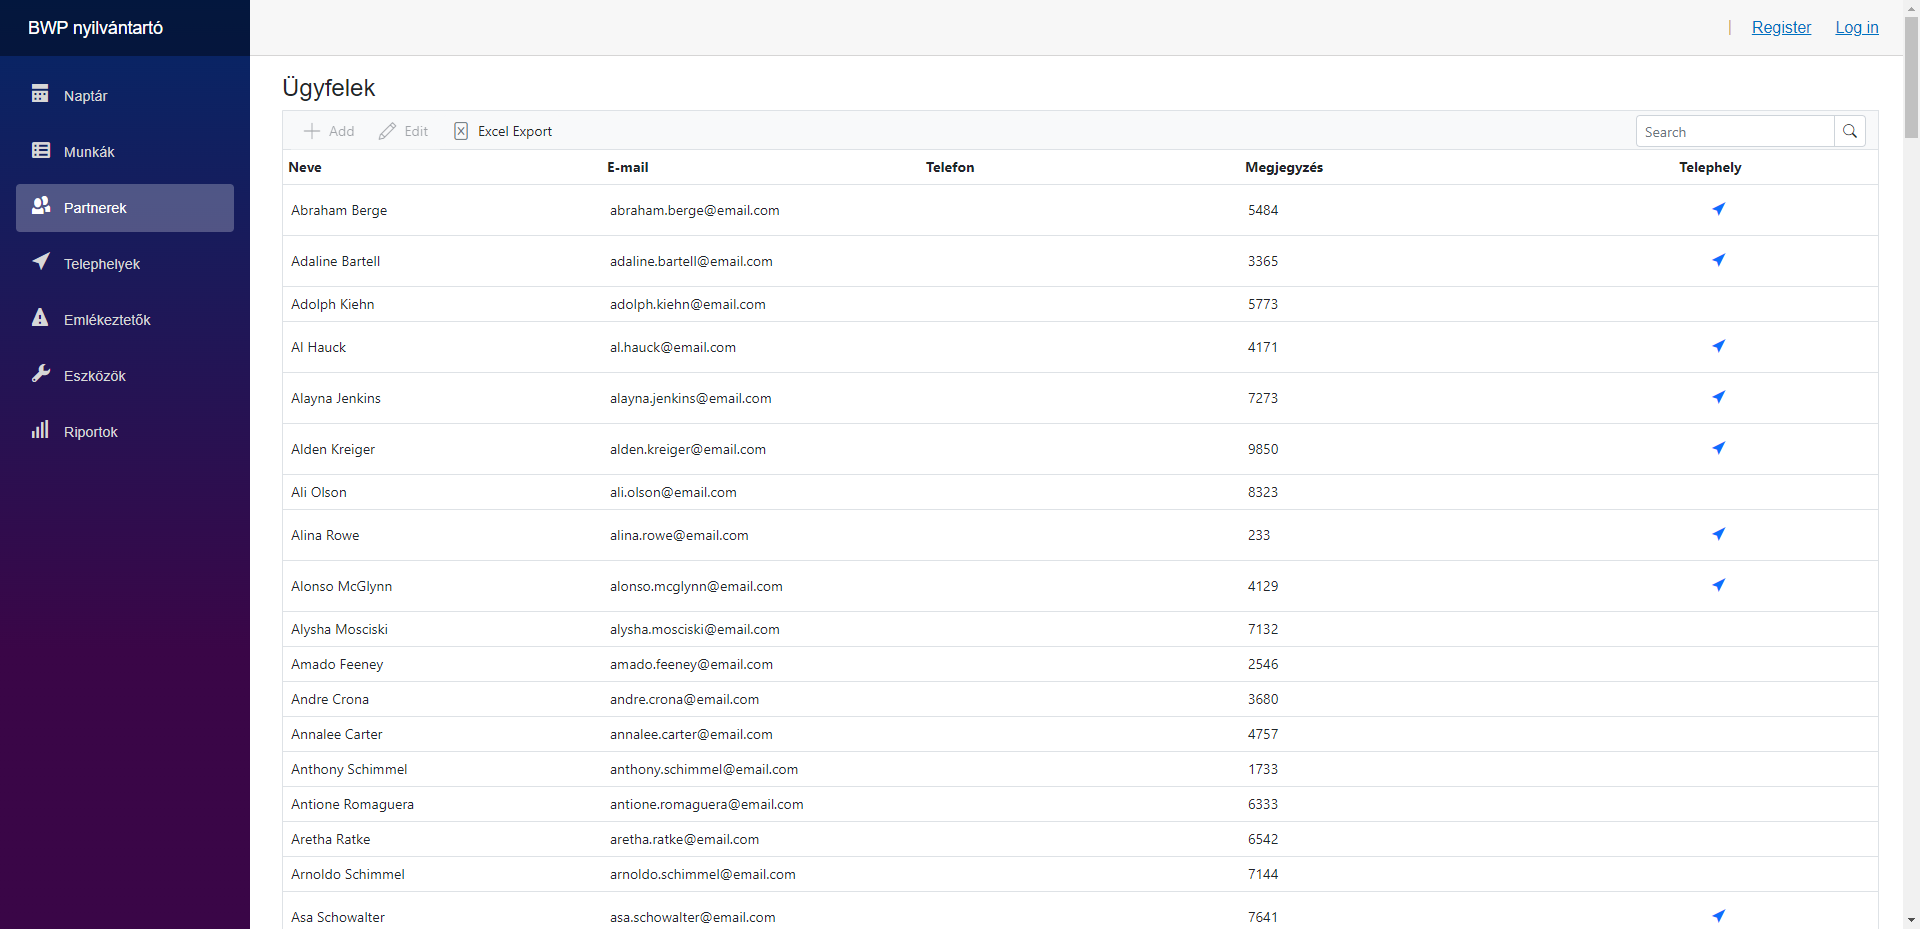 BWP nyilvántartó
| Register Log in
Naptár
Munkák
Partnerek
Telephelyek
Emlékeztetők
Eszközök
Riportok
Ügyfelek
Add Edit Excel Export Search
Neve E-mail Telefon Megjegyzés Telephely
Abraham Berge abraham.berge@email.com 5484
Adaline Bartell adaline.bartell@email.com 3365
Adolph Kiehn adolph.kiehn@email.com 5773
Al Hauck al.hauck@email.com 4171
Alayna Jenkins alayna.jenkins@email.com 7273
Alden Kreiger alden.kreiger@email.com 9850
Ali Olson ali.olson@email.com 8323
Alina Rowe alina.rowe@email.com 233
Alonso McGlynn alonso.mcglynn@email.com 4129
Alysha Mosciski alysha.mosciski@email.com 7132
Amado Feeney amado.feeney@email.com 2546
Andre Crona andre.crona@email.com 3680
Annalee Carter annalee.carter@email.com 4757
Anthony Schimmel anthony.schimmel@email.com 1733
Antione Romaguera antione.romaguera@email.com 6333
Aretha Ratke aretha.ratke@email.com 6542
Arnoldo Schimmel arnoldo.schimmel@email.com 7144
Asa Schowalter asa.schowalter@email.com 7641